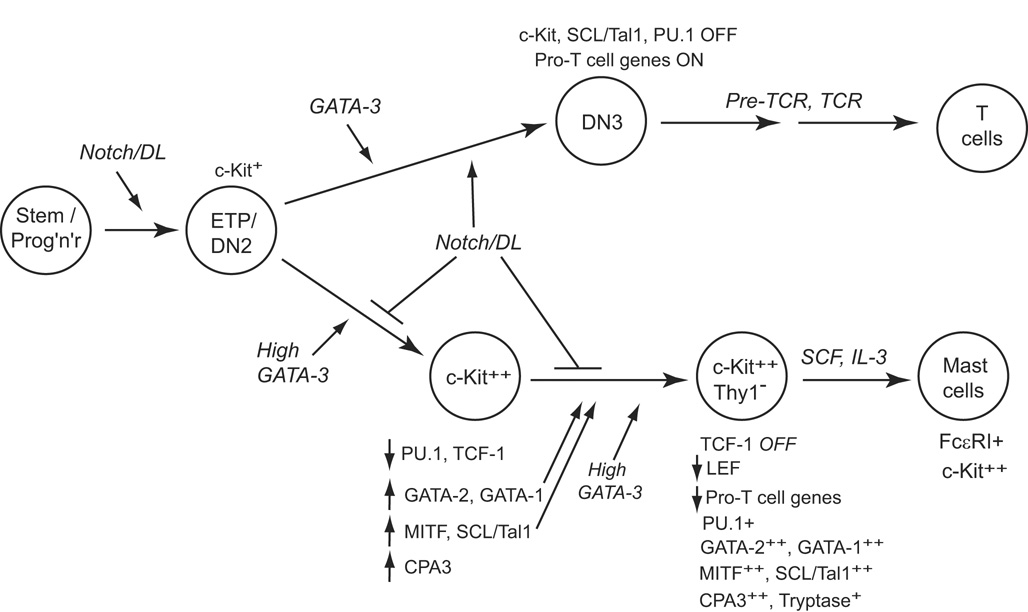 c-Kit, SCL/Tal1, PU.1 OFF
Pro-T cell genes ON
GATA-3
DN3
Pre-TCR, TCR
T
cells
Notch/DL
c-Kit⁺
Stem /
Prog'n'r
ETP/
DN2
Notch/DL
High
GATA-3
c-Kit⁺⁺
c-Kit⁺⁺
Thy1⁻
SCF, IL-3
Mast
cells
FcεRI+
c-Kit⁺⁺
↓ PU.1, TCF-1
↑ GATA-2, GATA-1
↑ MITF, SCL/Tal1
↑ CPA3
High
GATA-3
TCF-1 OFF
↓ LEF
↓ Pro-T cell genes
PU.1+
GATA-2⁺⁺, GATA-1⁺⁺
MITF⁺⁺, SCL/Tal1⁺⁺
CPA3⁺⁺, Tryptase⁺